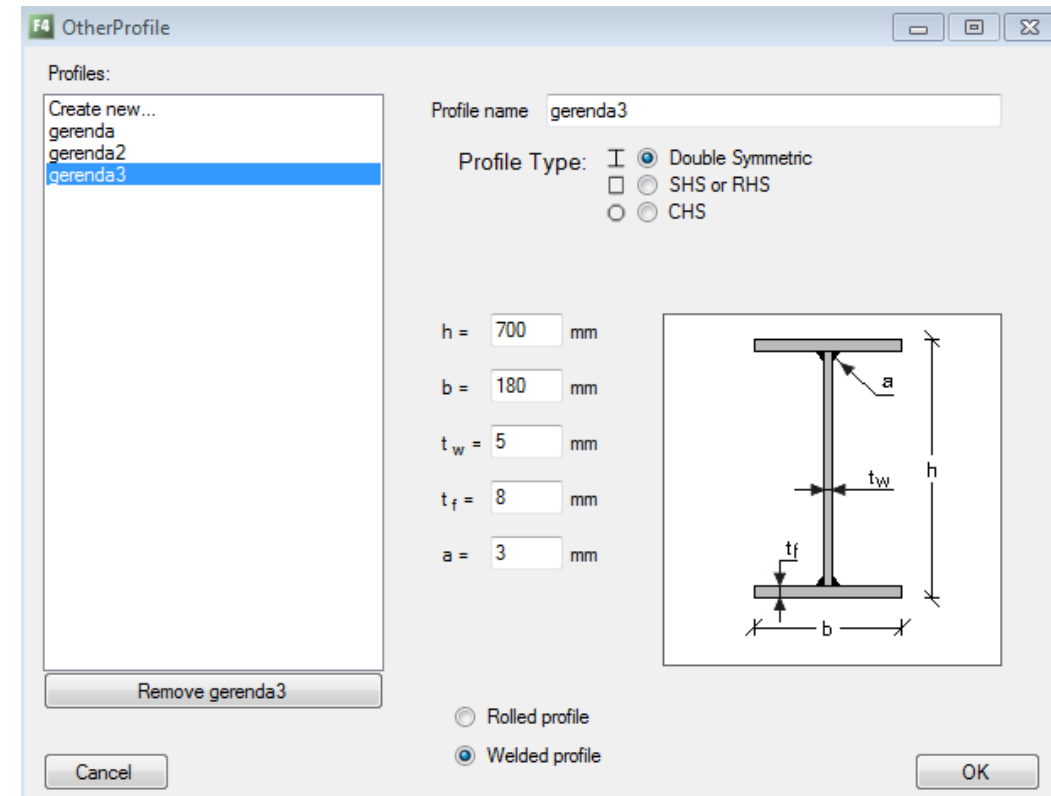 F4 OtherProfile
Profiles:
Create new...
gerenda
gerenda2
gerenda3
Remove gerenda3
Cancel
Profile name gerenda3
Profile Type: Double Symmetric
SHS or RHS
CHS
h = 700 mm
b = 180 mm
t w = 5 mm
t f = 8 mm
a = 3 mm
a
h
tw
tf
b
Rolled profile
Welded profile
OK